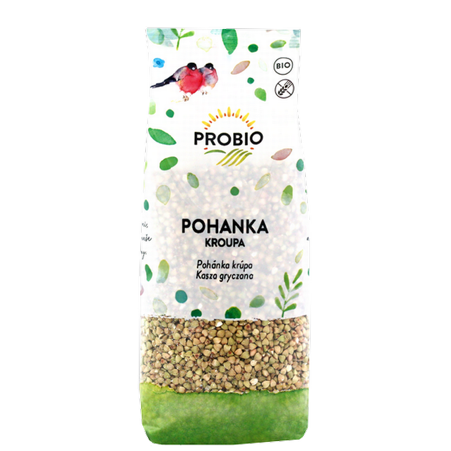 BIO
PROBIO
POHANKA
KROUPA
Pohánka krúpa
Kasza gryczana